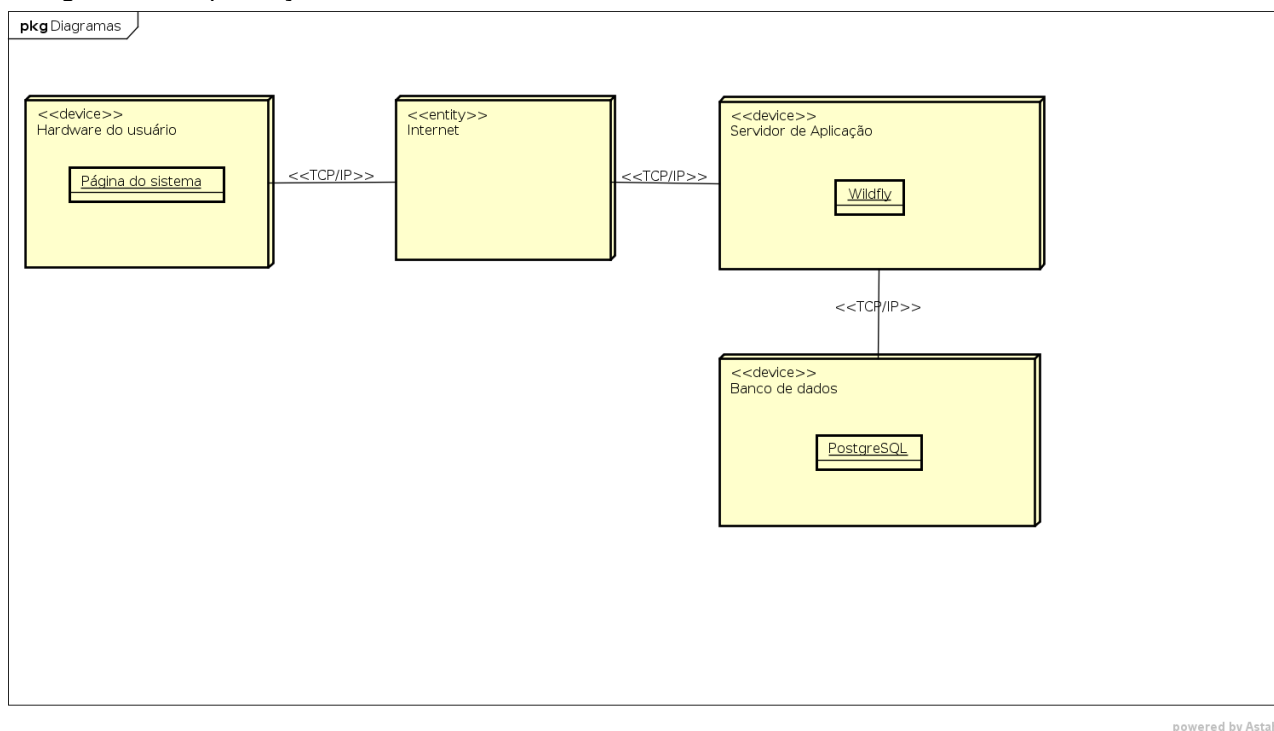 pkg Diagramas
<<device>>
Hardware do usuário
Página do sistema
<<TCP/IP>>
<<entity>>
Internet
<<TCP/IP>>
<<device>>
Servidor de Aplicação
Wildfly
<<TCP/IP>>
<<device>>
Banco de dados
PostgreSQL
powered by